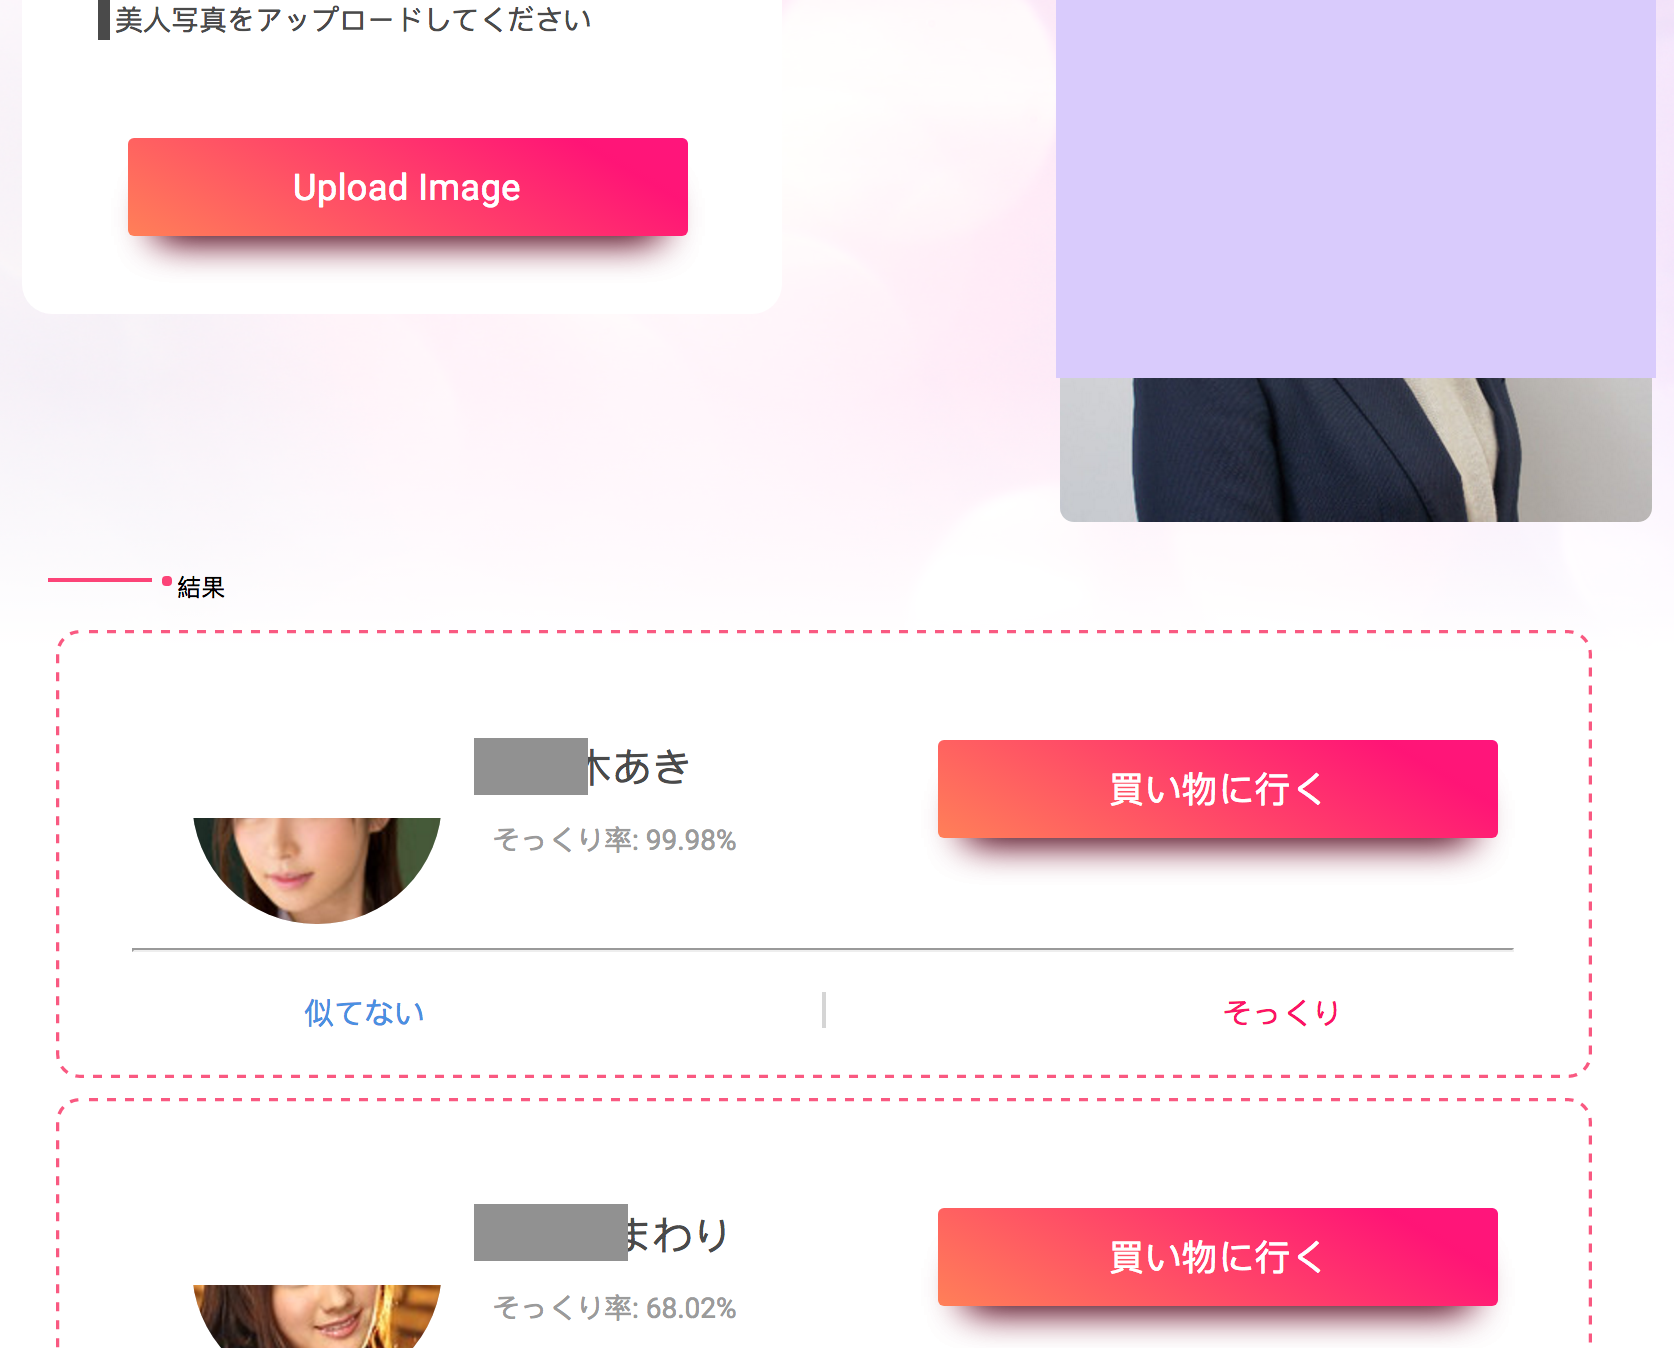 美人写真をアップロードしてください
Upload Image
結果
木あき
そっくり率: 99.98%
買い物に行く
似てない
そっくり
まわり
そっくり率: 68.02%
買い物に行く